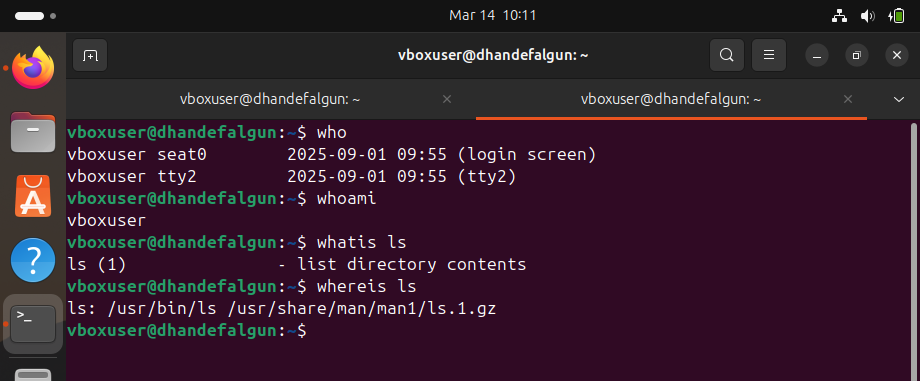 Mar 14 10:11
vboxuser@dhandefalgun: ~
vboxuser@dhandefalgun: ~
vboxuser@dhandefalgun: ~
vboxuser@dhandefalgun:~$ who
vboxuser seat0        2025-09-01 09:55 (login screen)
vboxuser tty2         2025-09-01 09:55 (tty2)
vboxuser@dhandefalgun:~$ whoami
vboxuser
vboxuser@dhandefalgun:~$ whatis ls
ls (1)               - list directory contents
vboxuser@dhandefalgun:~$ whereis ls
ls: /usr/bin/ls /usr/share/man/man1/ls.1.gz
vboxuser@dhandefalgun:~$